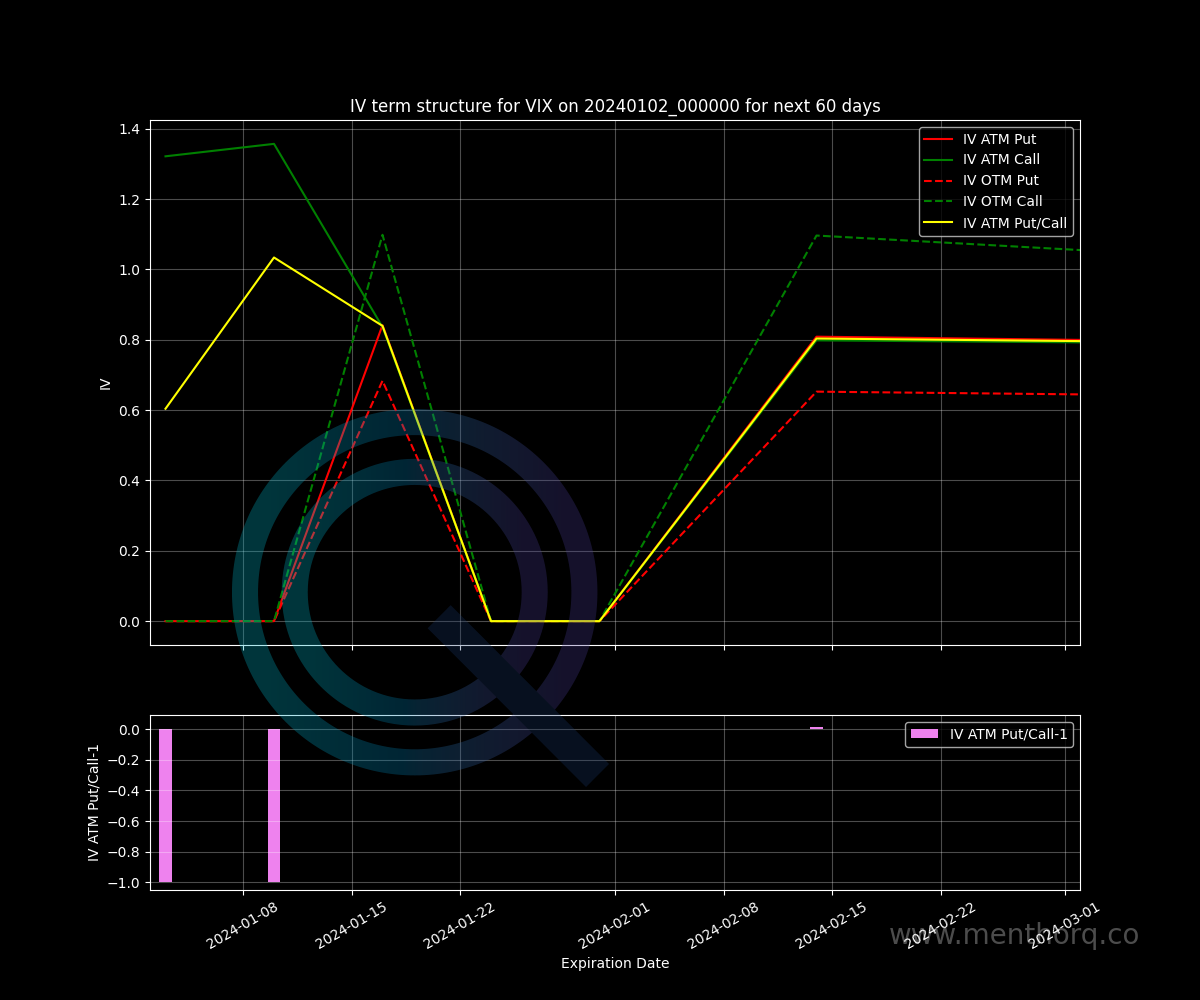 IV term structure for VIX on 20240102_000000 for next 60 days
1.4
1.2
1.0
0.8
0.6
0.4
0.2
0.0
IV
IV ATM Put
IV ATM Call
IV OTM Put
IV OTM Call
IV ATM Put/Call
0.0
−0.2
−0.4
−0.6
−0.8
−1.0
IV ATM Put/Call-1
IV ATM Put/Call-1
2024-01-08
2024-01-15
2024-01-22
2024-02-01
2024-02-08
2024-02-15
2024-02-22
2024-03-01
www.menthorq.co
Expiration Date